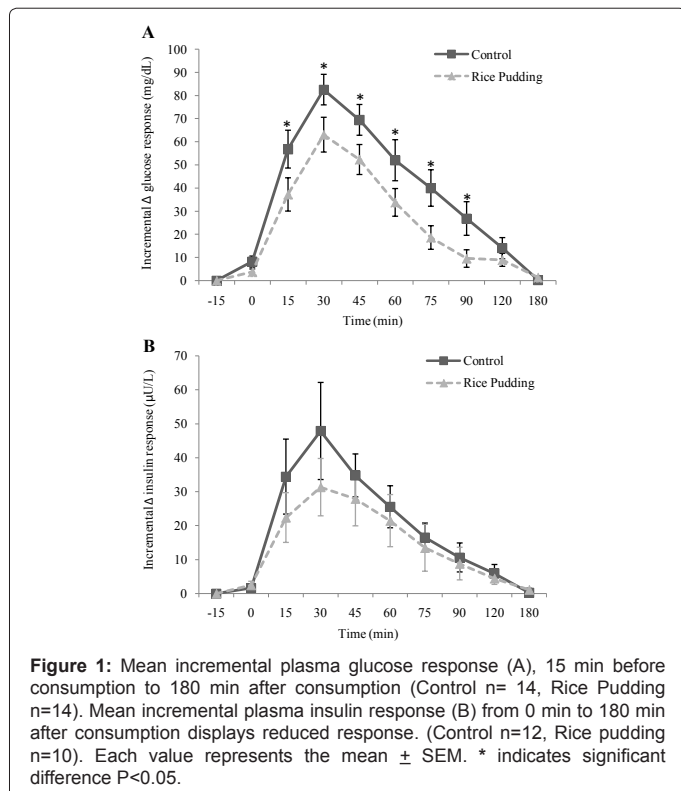 A
Control
Rice Pudding
Incremental Δ glucose response (mg/dL)
100
90
80
70
60
50
40
30
20
10
0
* * * * * *
-15 0 15 30 45 60 75 90 120 180
Time (min)
B
Control
Rice Pudding
Incremental Δ insulin response (µU/L)
70
60
50
40
30
20
10
0
-15 0 15 30 45 60 75 90 120 180
Time (min)
Figure 1: Mean incremental plasma glucose response (A), 15 min before
consumption to 180 min after consumption (Control n= 14, Rice Pudding
n=14). Mean incremental plasma insulin response (B) from 0 min to 180 min
after consumption displays reduced response. (Control n=12, Rice pudding
n=10). Each value represents the mean ± SEM. * indicates significant
difference P<0.05.